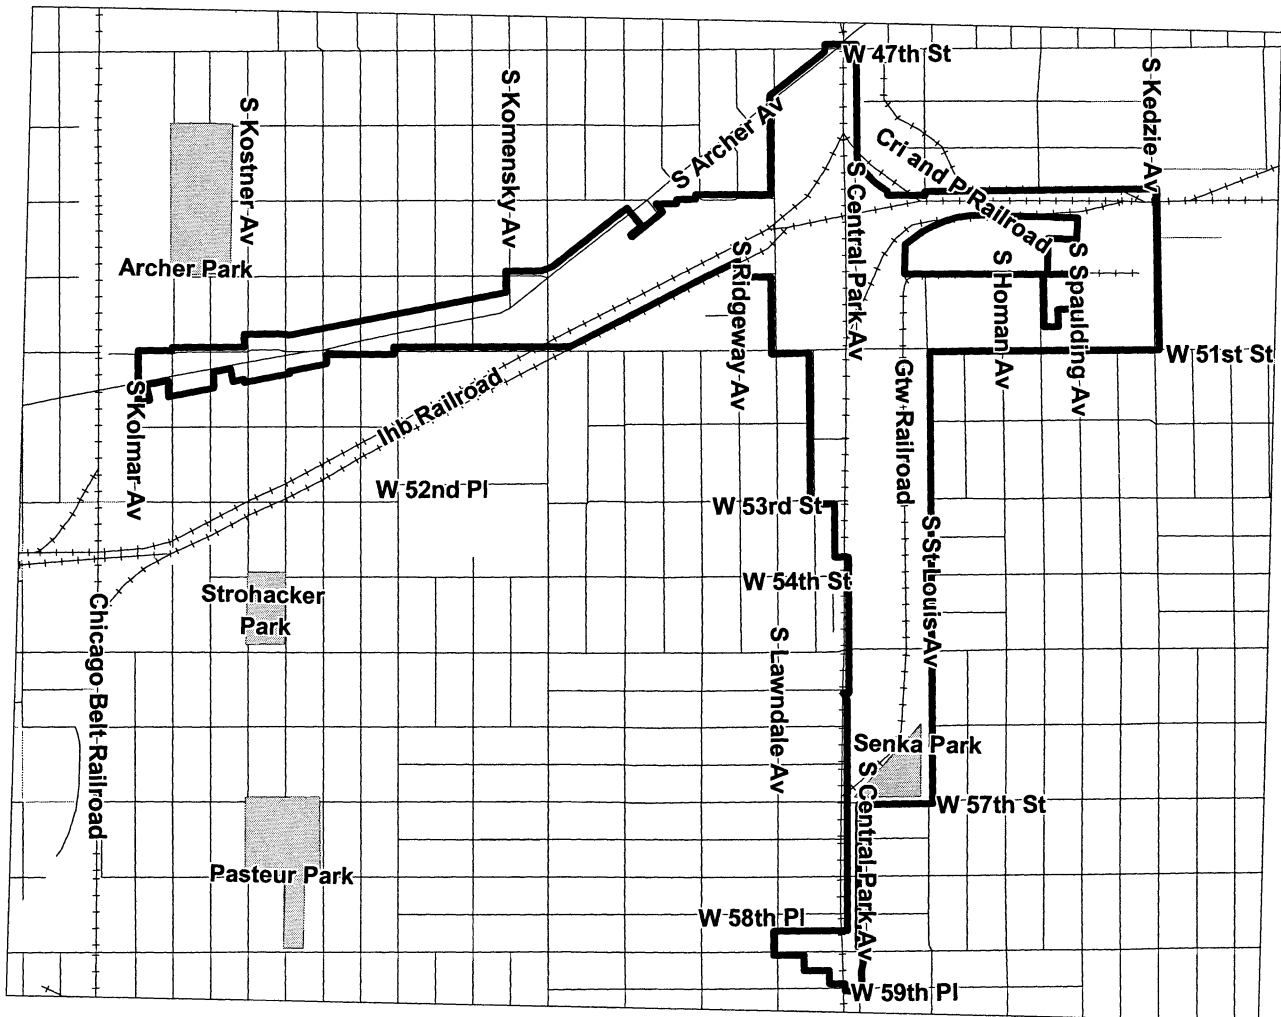 W 47th St
S Kedzie Av
S Komensky Av
S Kostner Av
S Archer Av
Cri and P Railroad
S Central Park Av
Archer Park
S Ridgeway Av
S Homan Av
S Spaulding Av
W 51st St
S Kolmar Av
Ihb Railroad
Gtw Railroad
W 52nd Pl
W 53rd St
S St Louis Av
W 54th St
Strohacker
Park
Chicago Belt Railroad
S Lawndale Av
Senka Park
S Central Park Av
W 57th St
Pasteur Park
W 58th Pl
W 59th Pl